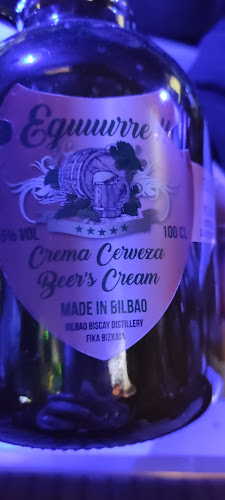 Eguuurre
% VOL
100 CL
Crema Cerveza
Beer's Cream
MADE IN BILBAO
BILBAO BISCAY DISTILLERY
FIKA BIZKAIA